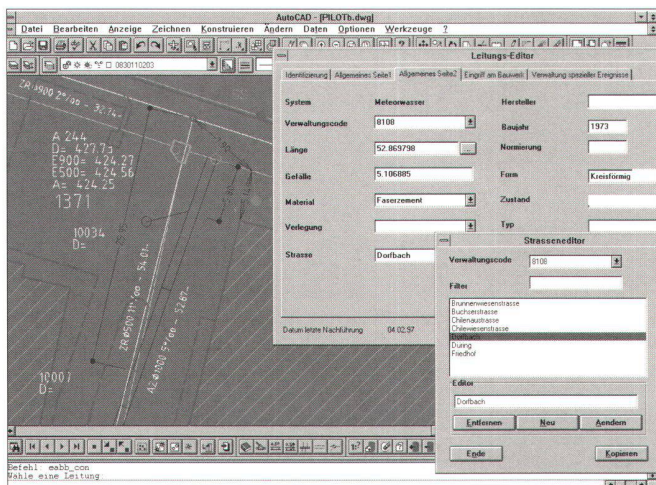 AutoCAD - [PILOTb.dwg]
Datei Bearbeiten Anzeige Zeichnen Konstruieren Ändern Daten Optionen Werkzeuge ?
0830110203
Leitungs-Editor
Identifizierung Allgemeines Seite1 Allgemeines Seite2 Eingriff am Bauwerk Verwaltung spezieller Ereignisse
System Meteorwasser Hersteller
Verwaltungscode 8108 Baujahr 1973
Länge 52.869798 ... Normierung
Gefälle 5.106885 Form Kreisförmig
Material Faserzement Zustand
Verlegung Typ
Strasse Dorfbach
Datum letzte Nachführung 04.02.97
Strasseneditor
Verwaltungscode 8108
Filter
Brunnenwiesenstrasse
Buchserstrasse
Chilenaustrasse
Chilewiesenstrasse
Dorfbach
Düring
Friedhof
Editor
Dorfbach
Entfernen Neu Aendern
Ende Kopieren
A 244
D= 427.73
E900= 424.27
E500= 424.56
A= 424.25
1371
10034
D=
10007
D=
Befehl: eabb_con
Wähle eine Leitung